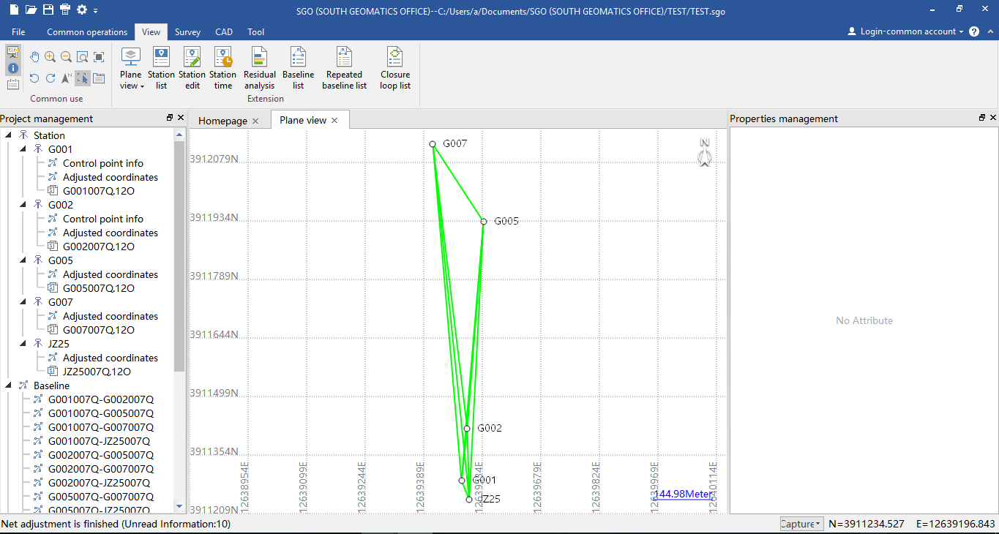 SGO (SOUTH GEOMATICS OFFICE)--C:/Users/a/Documents/SGO (SOUTH GEOMATICS OFFICE)/TEST/TEST.sgo
File Common operations View Survey CAD Tool Login-common account
Plane view Station list Station edit Station time Residual analysis Baseline list Repeated baseline list Closure loop list
Common use Extension
Project management
Station
G001
Control point info
Adjusted coordinates
G001007Q.12O
G002
Control point info
Adjusted coordinates
G002007Q.12O
G005
Adjusted coordinates
G005007Q.12O
G007
Adjusted coordinates
G007007Q.12O
JZ25
Adjusted coordinates
JZ25007Q.12O
Baseline
G001007Q-G002007Q
G001007Q-G005007Q
G001007Q-G007007Q
G001007Q-JZ25007Q
G002007Q-G005007Q
G002007Q-G007007Q
G002007Q-JZ25007Q
G005007Q-G007007Q
G005007Q-JZ25007Q
Homepage Plane view
N
G007
3912079N
3911934N
G005
3911789N
3911644N
3911499N
G002
3911354N
G001
JZ25
3911209N
12638954E
12639099E
12639244E
12639389E
12639679E
12639824E
12639969E
12640114E
144.98Meter
Properties management
No Attribute
Net adjustment is finished (Unread Information:10)
Capture N=3911234.527 E=12639196.843